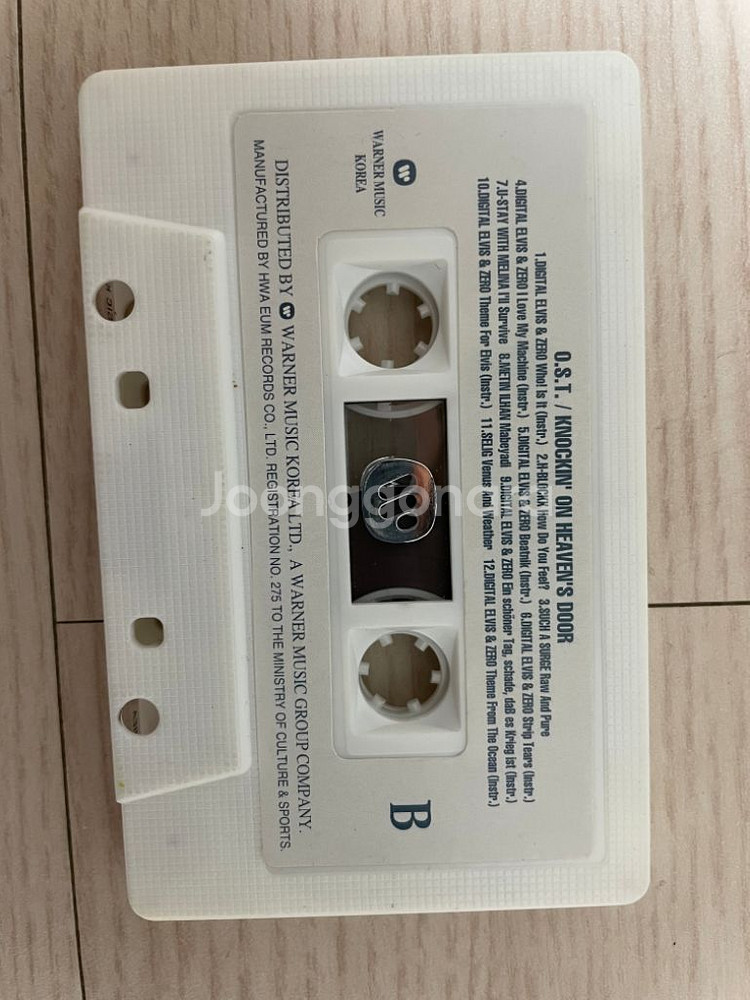 O.S.T. / KNOCKIN' ON HEAVEN'S DOOR
1.DIGITAL ELVIS & ZERO Who! Is It (Instr.) 2.H-BLOCKX How Do You Feel? 3.SUCH A SURGE Raw And Pure
4.DIGITAL ELVIS & ZERO I Love My Machine (Instr.) 5.DIGITAL ELVIS & ZERO Beatnik (Instr.) 6.DIGITAL ELVIS & ZERO Strip Tears (Instr.)
7.U-STAY WITH MELINA I'll Survive 8.METIN ILHAN Mabeyadi 9.DIGITAL ELVIS & ZERO Ein schöner Tag, schade, daß es Krieg ist (Instr.)
10.DIGITAL ELVIS & ZERO Theme For Elvis (Instr.) 11.SELIG Venus And Weather 12.DIGITAL ELVIS & ZERO Theme From The Ocean (Instr.)
WARNER MUSIC
KOREA
B
DISTRIBUTED BY WARNER MUSIC KOREA LTD., A WARNER MUSIC GROUP COMPANY.
MANUFACTURED BY HWA EUM RECORDS CO., LTD. REGISTRATION NO. 275 TO THE MINISTRY OF CULTURE & SPORTS.